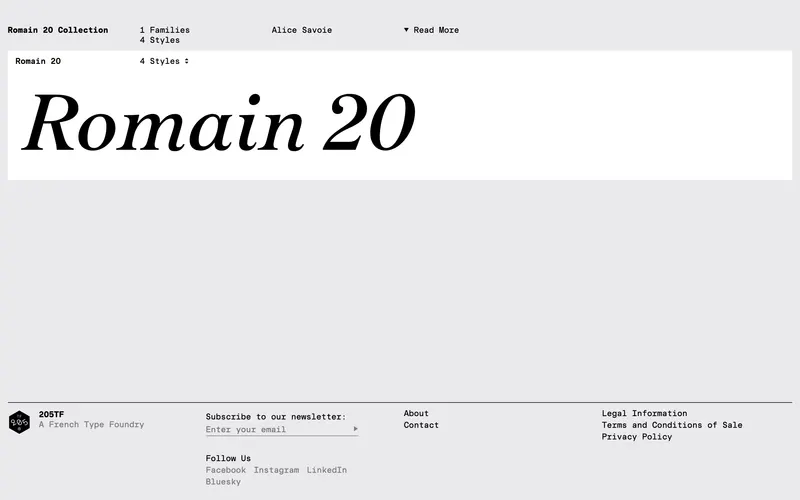 Romain 20 Collection
1 Families
4 Styles
Alice Savoie
▼ Read More
Romain 20
4 Styles
Romain 20
205
205TF
A French Type Foundry
Subscribe to our newsletter:
Enter your email
Follow Us
Facebook Instagram LinkedIn
Bluesky
About
Contact
Legal Information
Terms and Conditions of Sale
Privacy Policy